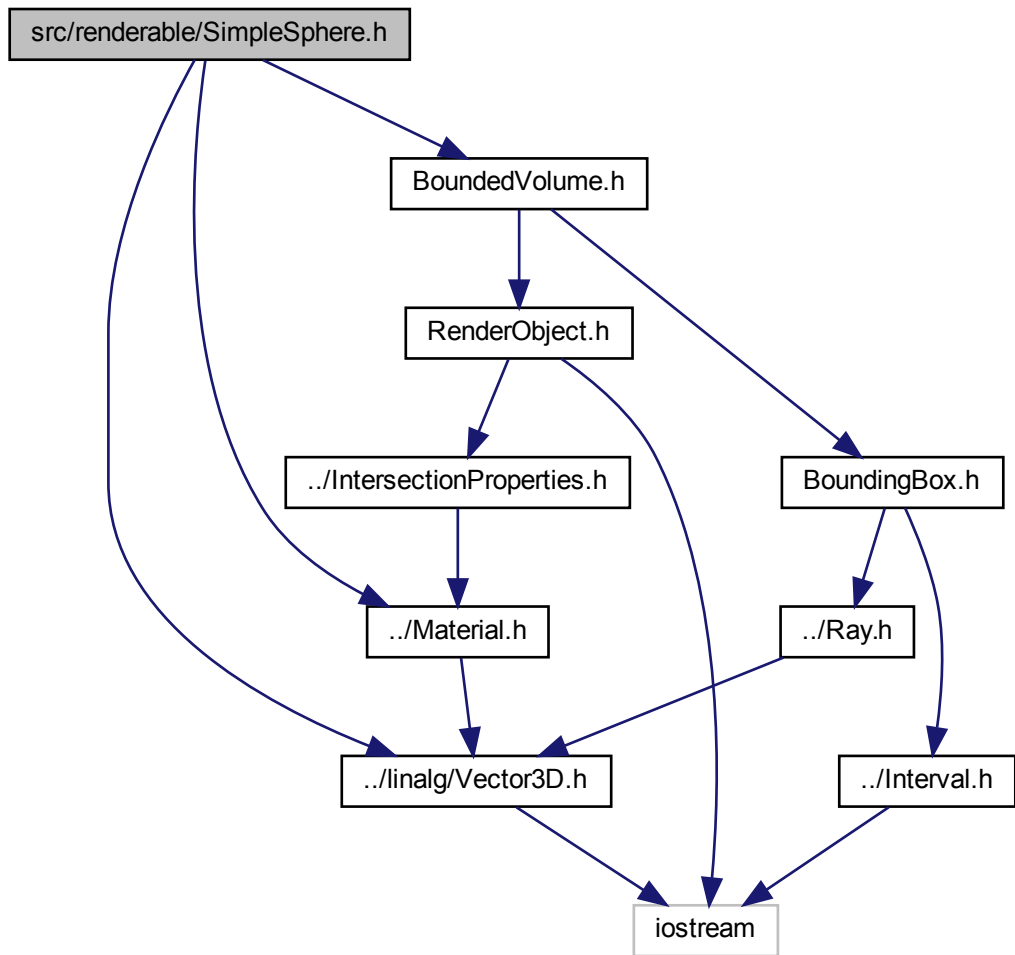 src/renderable/SimpleSphere.h
BoundedVolume.h
RenderObject.h
../IntersectionProperties.h
BoundingBox.h
../Material.h
../Ray.h
../linalg/Vector3D.h
../Interval.h
iostream